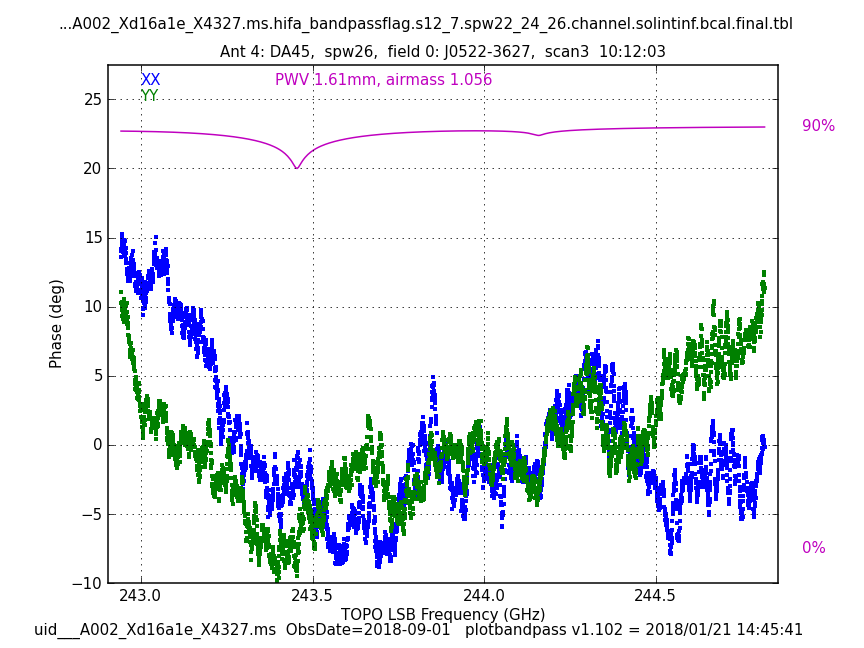 ...A002_Xd16a1e_X4327.ms.hifa_bandpassflag.s12_7.spw22_24_26.channel.solintinf.bcal.final.tbl
Ant 4: DA45, spw26, field 0: J0522-3627, scan3 10:12:03
XX
PWV 1.61mm, airmass 1.056
YY
25
90%
20
15
10
5
0
−5
0%
−10
Phase (deg)
243.0 243.5 244.0 244.5
TOPO LSB Frequency (GHz)
uid___A002_Xd16a1e_X4327.ms ObsDate=2018-09-01 plotbandpass v1.102 = 2018/01/21 14:45:41